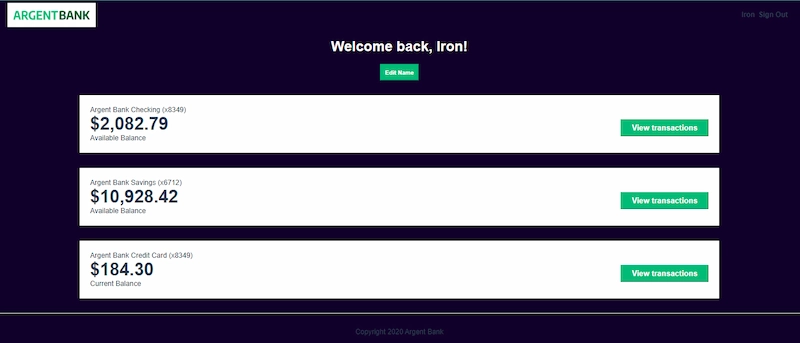 ARGENTBANK
Iron Sign Out
Welcome back, Iron!
Edit Name
Argent Bank Checking (x8349)
$2,082.79
Available Balance
View transactions
Argent Bank Savings (x6712)
$10,928.42
Available Balance
View transactions
Argent Bank Credit Card (x8349)
$184.30
Current Balance
View transactions
Copyright 2020 Argent Bank